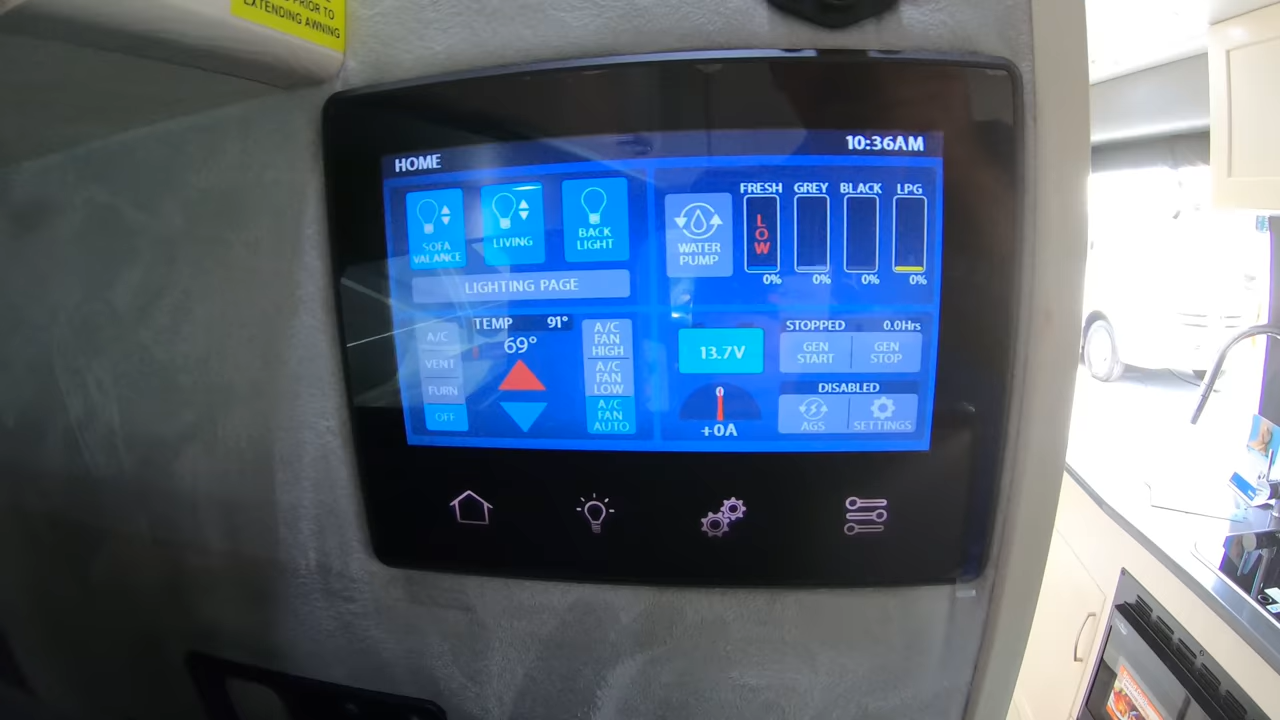 PRIOR TO
EXTENDING AWNING
HOME
10:36AM
SOFA
VALANCE
LIVING
BACK
LIGHT
LIGHTING PAGE
WATER
PUMP
FRESH GREY BLACK LPG
LOW
0% 0% 0% 0%
A/C
VENT
FURN
OFF
TEMP 91°
69°
A/C
FAN
HIGH
A/C
FAN
LOW
A/C
FAN
AUTO
13.7V
0
+0A
STOPPED 0.0Hrs
GEN
START
GEN
STOP
DISABLED
AGS
SETTINGS